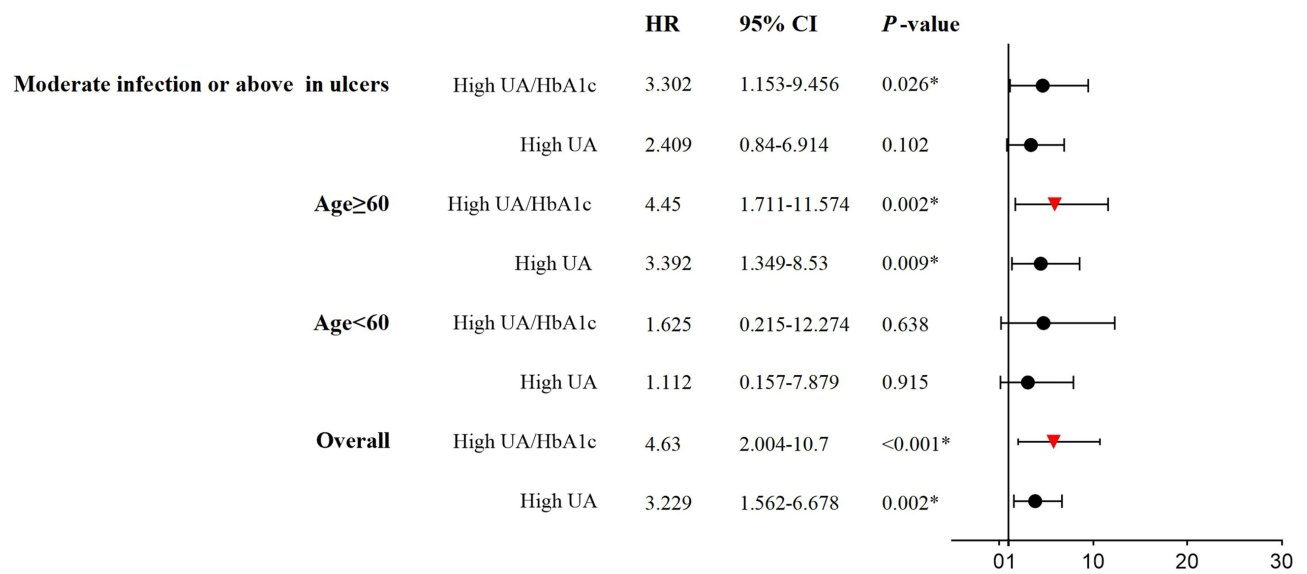 HR 95% CI P-value
Moderate infection or above in ulcers High UA/HbA1c 3.302 1.153-9.456 0.026*
High UA 2.409 0.84-6.914 0.102
Age≥60 High UA/HbA1c 4.45 1.711-11.574 0.002*
High UA 3.392 1.349-8.53 0.009*
Age<60 High UA/HbA1c 1.625 0.215-12.274 0.638
High UA 1.112 0.157-7.879 0.915
Overall High UA/HbA1c 4.63 2.004-10.7 <0.001*
High UA 3.229 1.562-6.678 0.002*
0 1 10 20 30